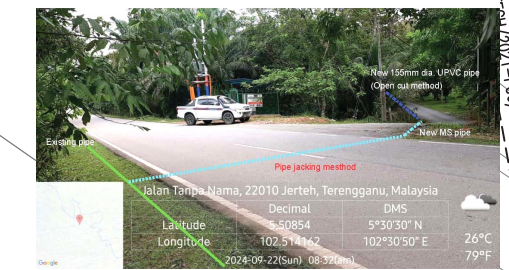 New 155mm dia. UPVC pipe
(Open cut method)
New MS pipe
Existing pipe
Pipe jacking mesthod
Jalan Tanpa Nama, 22010 Jerteh, Terengganu, Malaysia
Decimal DMS
Latitude 5.50854 5°30'30" N
Longitude 102.514162 102°30'50" E
2024-09-22(Sun) 08:32(am)
26°C
79°F
Google